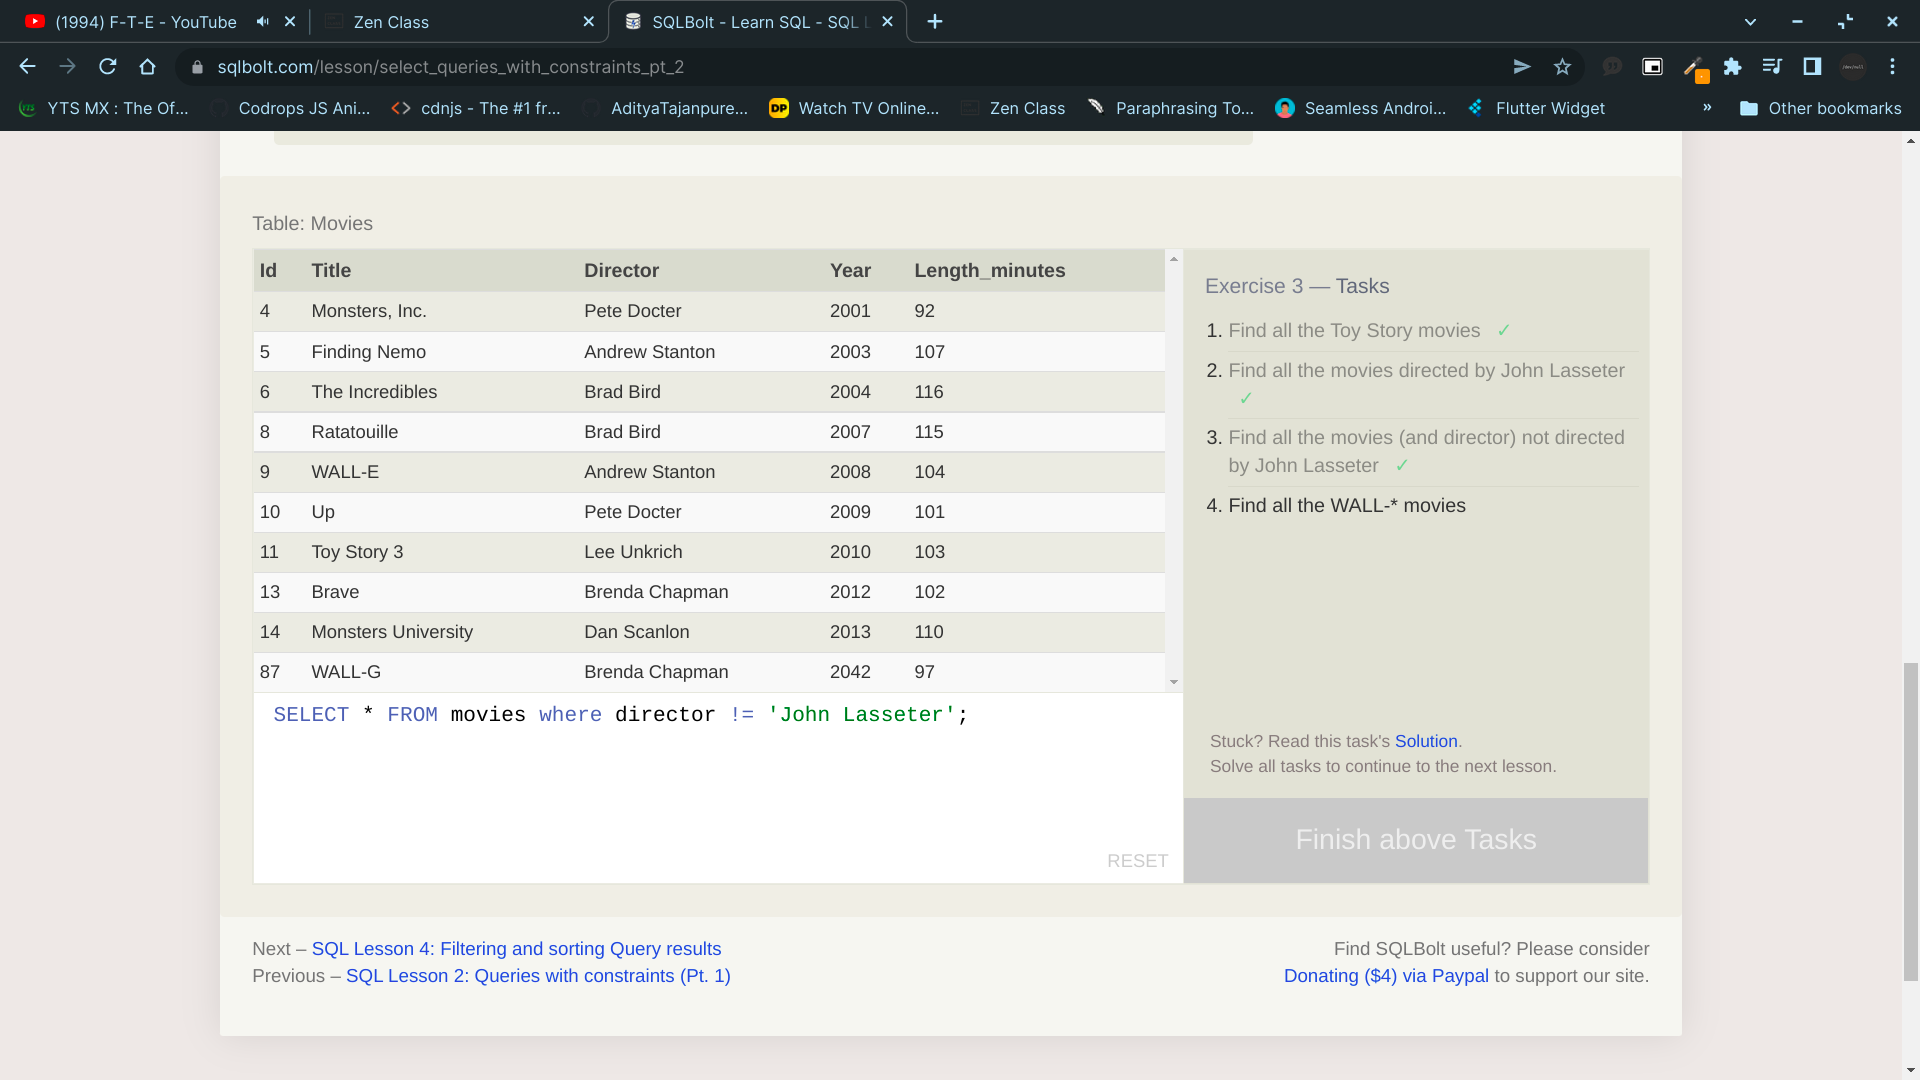 (1994) F-T-E - YouTube
Zen Class
SQLBolt - Learn SQL - SQL
sqlbolt.com/lesson/select_queries_with_constraints_pt_2
YTS MX : The Of...
Codrops JS Ani...
cdnjs - The #1 fr...
AdityaTajanpure...
DP
Watch TV Online...
Zen Class
Paraphrasing To...
Seamless Androi...
Flutter Widget
»
Other bookmarks
Table: Movies
Id Title Director Year Length_minutes
4 Monsters, Inc. Pete Docter 2001 92
5 Finding Nemo Andrew Stanton 2003 107
6 The Incredibles Brad Bird 2004 116
8 Ratatouille Brad Bird 2007 115
9 WALL-E Andrew Stanton 2008 104
10 Up Pete Docter 2009 101
11 Toy Story 3 Lee Unkrich 2010 103
13 Brave Brenda Chapman 2012 102
14 Monsters University Dan Scanlon 2013 110
87 WALL-G Brenda Chapman 2042 97
SELECT * FROM movies where director != 'John Lasseter';
RESET
Exercise 3 — Tasks
1. Find all the Toy Story movies ✓
2. Find all the movies directed by John Lasseter
✓
3. Find all the movies (and director) not directed
by John Lasseter ✓
4. Find all the WALL-* movies
Stuck? Read this task's Solution.
Solve all tasks to continue to the next lesson.
Finish above Tasks
Next – SQL Lesson 4: Filtering and sorting Query results
Previous – SQL Lesson 2: Queries with constraints (Pt. 1)
Find SQLBolt useful? Please consider
Donating ($4) via Paypal to support our site.